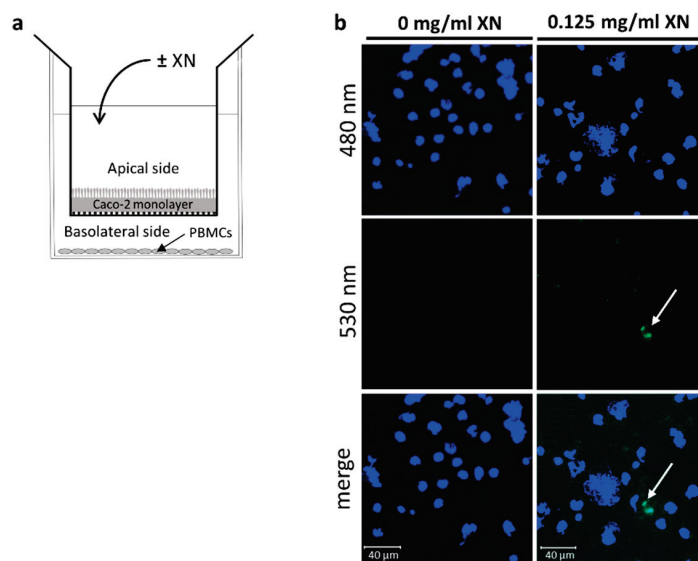 a
± XN
Apical side
Caco-2 monolayer
Basolateral side
PBMCs
b
0 mg/ml XN
0.125 mg/ml XN
480 nm
530 nm
merge
40 µm
40 µm